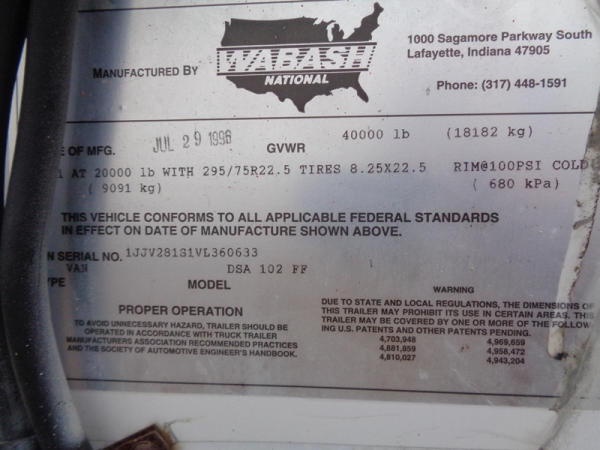 MANUFACTURED BY
WABASH
NATIONAL
1000 Sagamore Parkway South
Lafayette, Indiana 47905
Phone: (317) 448-1591
E OF MFG. JUL 29 1996 GVWR 40000 lb (18182 kg)
1 AT 20000 lb WITH 295/75R22.5 TIRES 8.25X22.5 RIM@100PSI COLD
( 9091 kg) ( 680 kPa)
THIS VEHICLE CONFORMS TO ALL APPLICABLE FEDERAL STANDARDS
IN EFFECT ON DATE OF MANUFACTURE SHOWN ABOVE.
N SERIAL NO. 1JJV281S1VL360633
VAN DSA 102 FF
YPE MODEL
PROPER OPERATION
TO AVOID UNNECESSARY HAZARD, TRAILER SHOULD BE
OPERATED IN ACCORDANCE WITH TRUCK TRAILER
MANUFACTURERS ASSOCIATION RECOMMENDED PRACTICES
AND THE SOCIETY OF AUTOMOTIVE ENGINEER'S HANDBOOK.
WARNING
DUE TO STATE AND LOCAL REGULATIONS, THE DIMENSIONS OF
THIS TRAILER MAY PROHIBIT ITS USE IN CERTAIN AREAS. THIS
TRAILER MAY BE COVERED BY ONE OR MORE OF THE FOLLOW
ING U.S. PATENTS AND OTHER PATENTS PENDING.
4,703,948 4,969,659
4,881,859 4,958,472
4,810,027 4,943,204